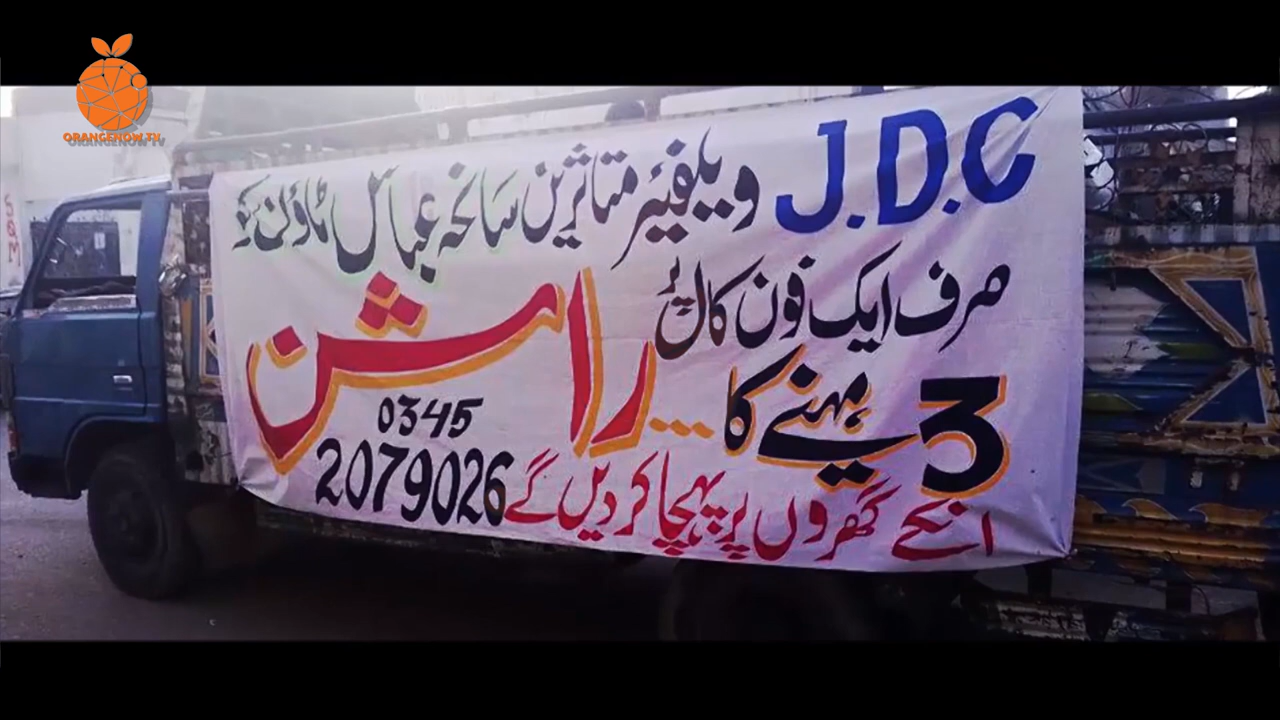 ORANGENOW.TV
J.D.C ویلفیئر متاثرین سانحہ عباس ٹاؤن کو
صرف ایک فون کال پر
3 مہینے کا... راشن
0345
2079026
انکے گھروں پر پہنچا کر دیں گے